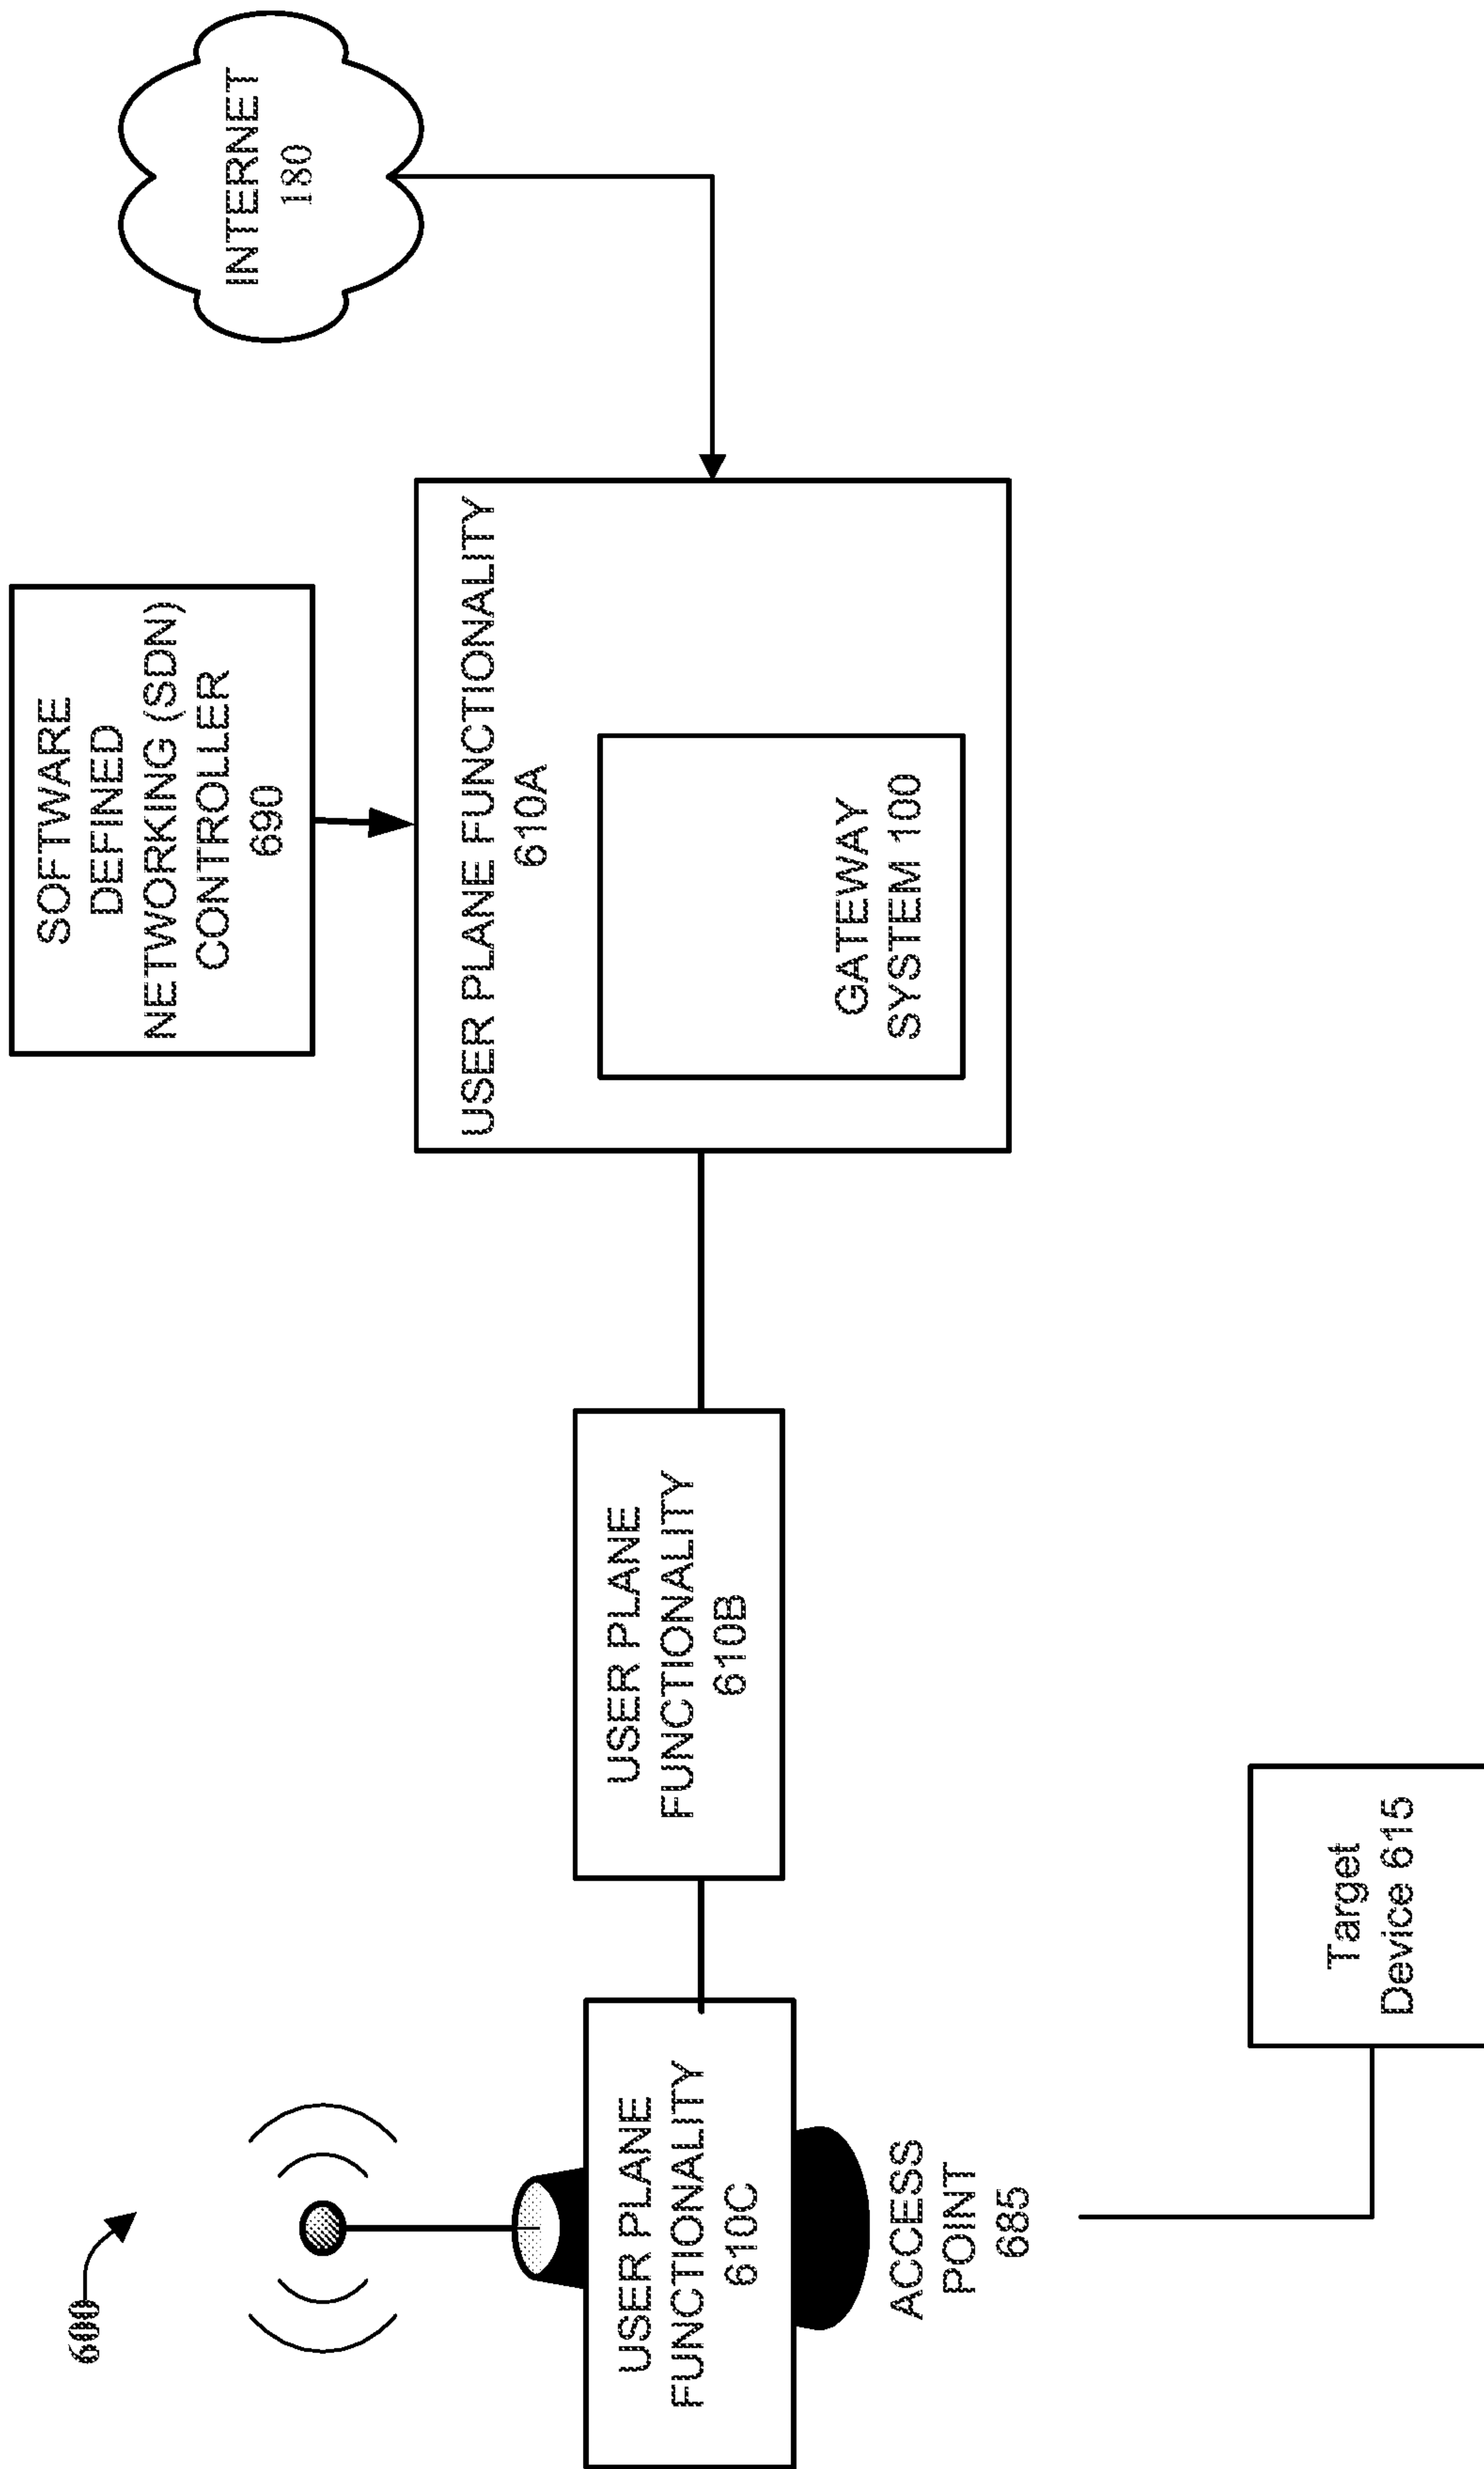 600
SOFTWARE
DEFINED
NETWORKING (SDN)
CONTROLLER
690
INTERNET
180
USER PLANE FUNCTIONALITY
610A
GATEWAY
SYSTEM 100
USER PLANE
FUNCTIONALITY
610B
USER PLANE
FUNCTIONALITY
610C
ACCESS
POINT
685
Target
Device 615